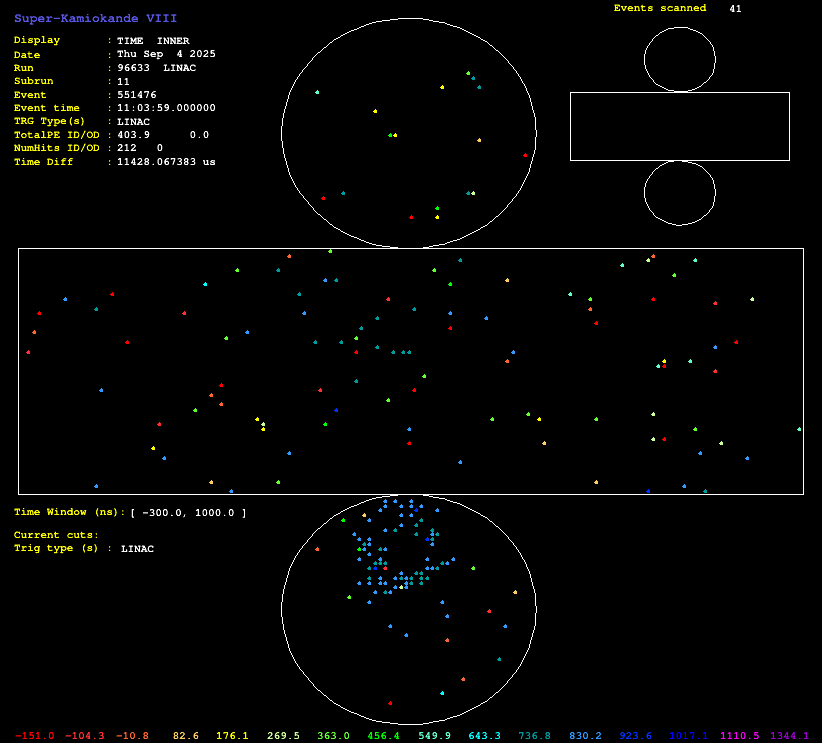 Super-Kamiokande VIII
Events scanned 41
Display : TIME INNER
Date : Thu Sep 4 2025
Run : 96633 LINAC
Subrun : 11
Event : 551476
Event time : 11:03:59.000000
TRG Type(s) : LINAC
TotalPE ID/OD : 403.9 0.0
NumHits ID/OD : 212 0
Time Diff : 11428.067383 us
Time Window (ns): [ -300.0, 1000.0 ]
Current cuts:
Trig type (s) : LINAC
-151.0 -104.3 -10.8 82.6 176.1 269.5 363.0 456.4 549.9 643.3 736.8 830.2 923.6 1017.1 1110.5 1344.1